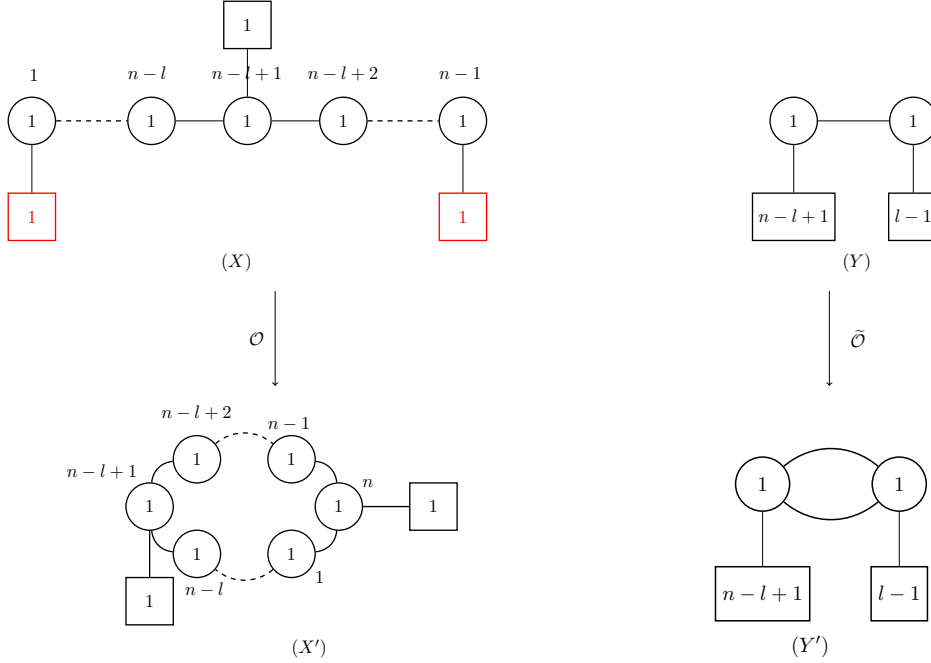 1
1 n − l n − l + 1 n − l + 2 n − 1
1 1 1 1 1 1 1
1 1 n − l + 1 l − 1
(X) (Y)
𝒪 𝒪̃
n − l + 2 n − 1
1 1
n − l + 1 n
1 1 1 1 1
1 1
n − l 1
1 n − l + 1 l − 1
(X′) (Y′)